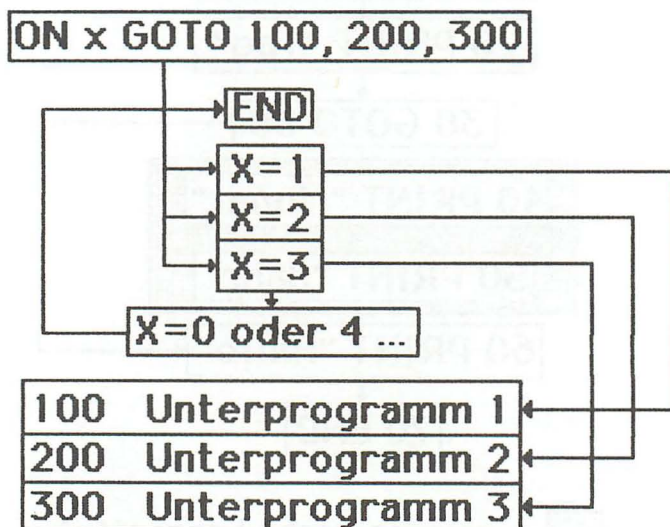 ON x GOTO 100, 200, 300
END
X=1
X=2
X=3
X=0 oder 4 ...
100 Unterprogramm 1
200 Unterprogramm 2
300 Unterprogramm 3